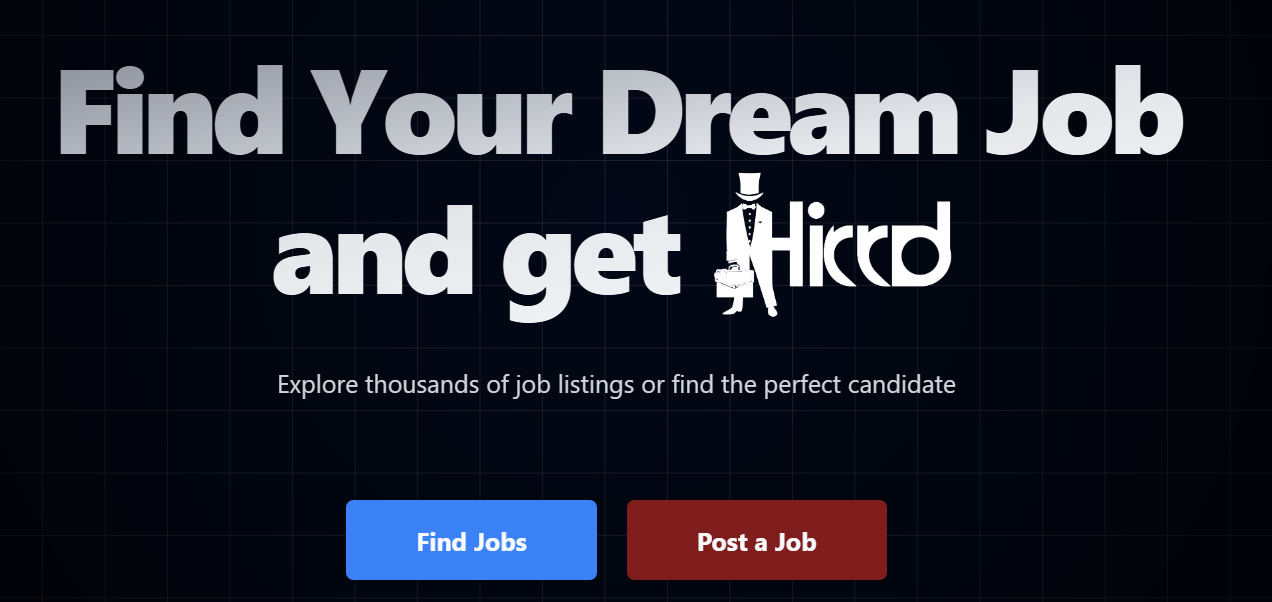 Find Your Dream Job
and get Hirrd
Explore thousands of job listings or find the perfect candidate
Find Jobs
Post a Job